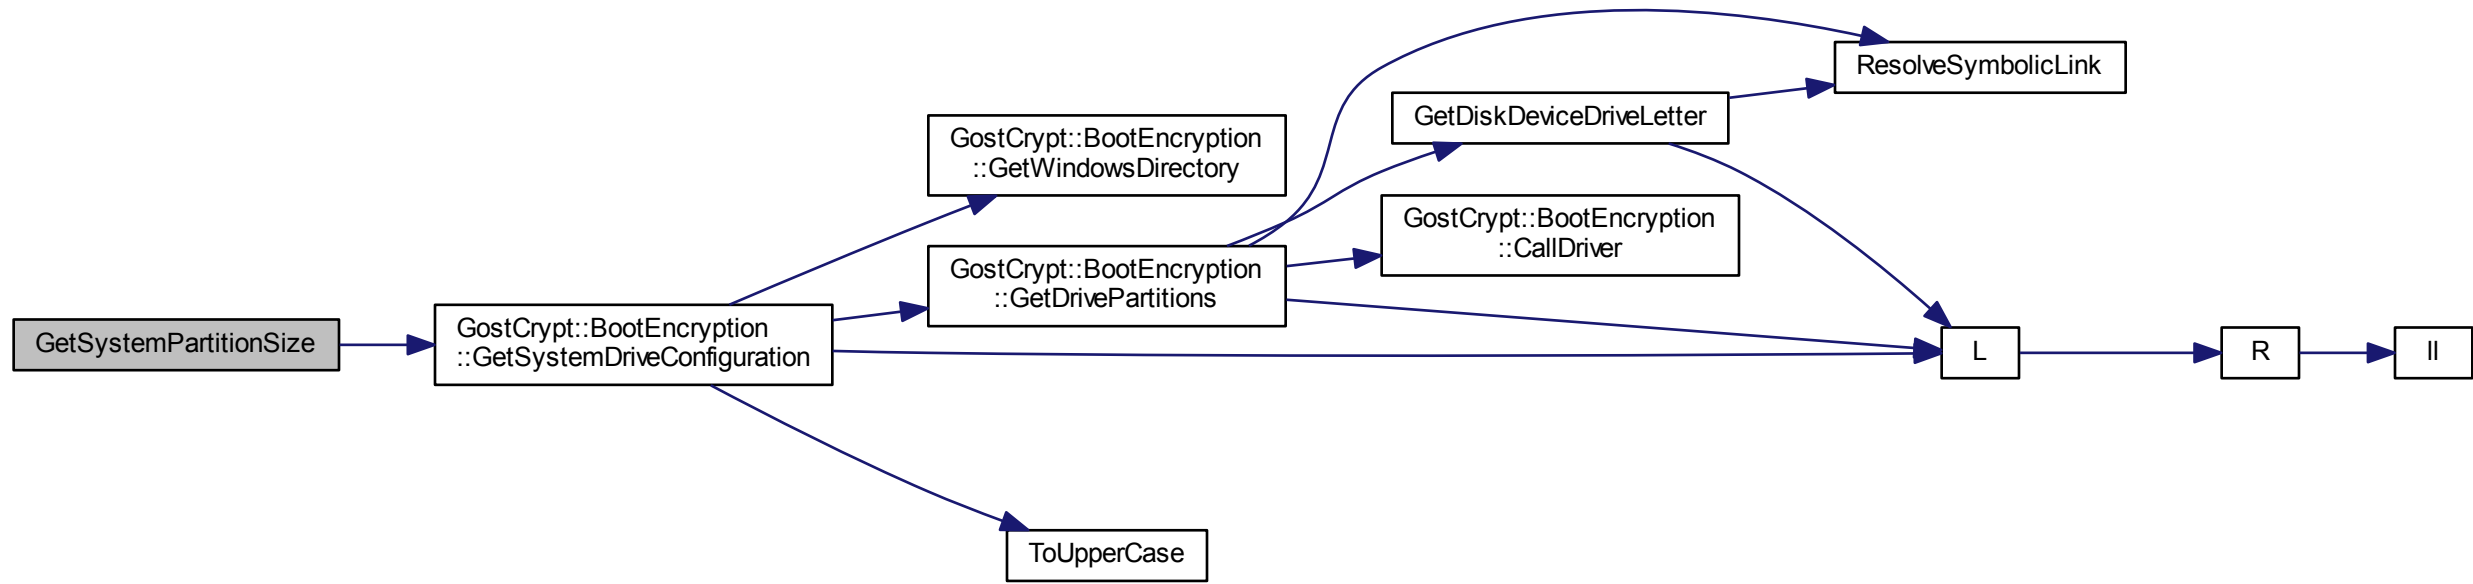 GetSystemPartitionSize
GostCrypt::BootEncryption
::GetSystemDriveConfiguration
GostCrypt::BootEncryption
::GetWindowsDirectory
GostCrypt::BootEncryption
::GetDrivePartitions
ToUpperCase
GetDiskDeviceDriveLetter
GostCrypt::BootEncryption
::CallDriver
ResolveSymbolicLink
L
R
ll